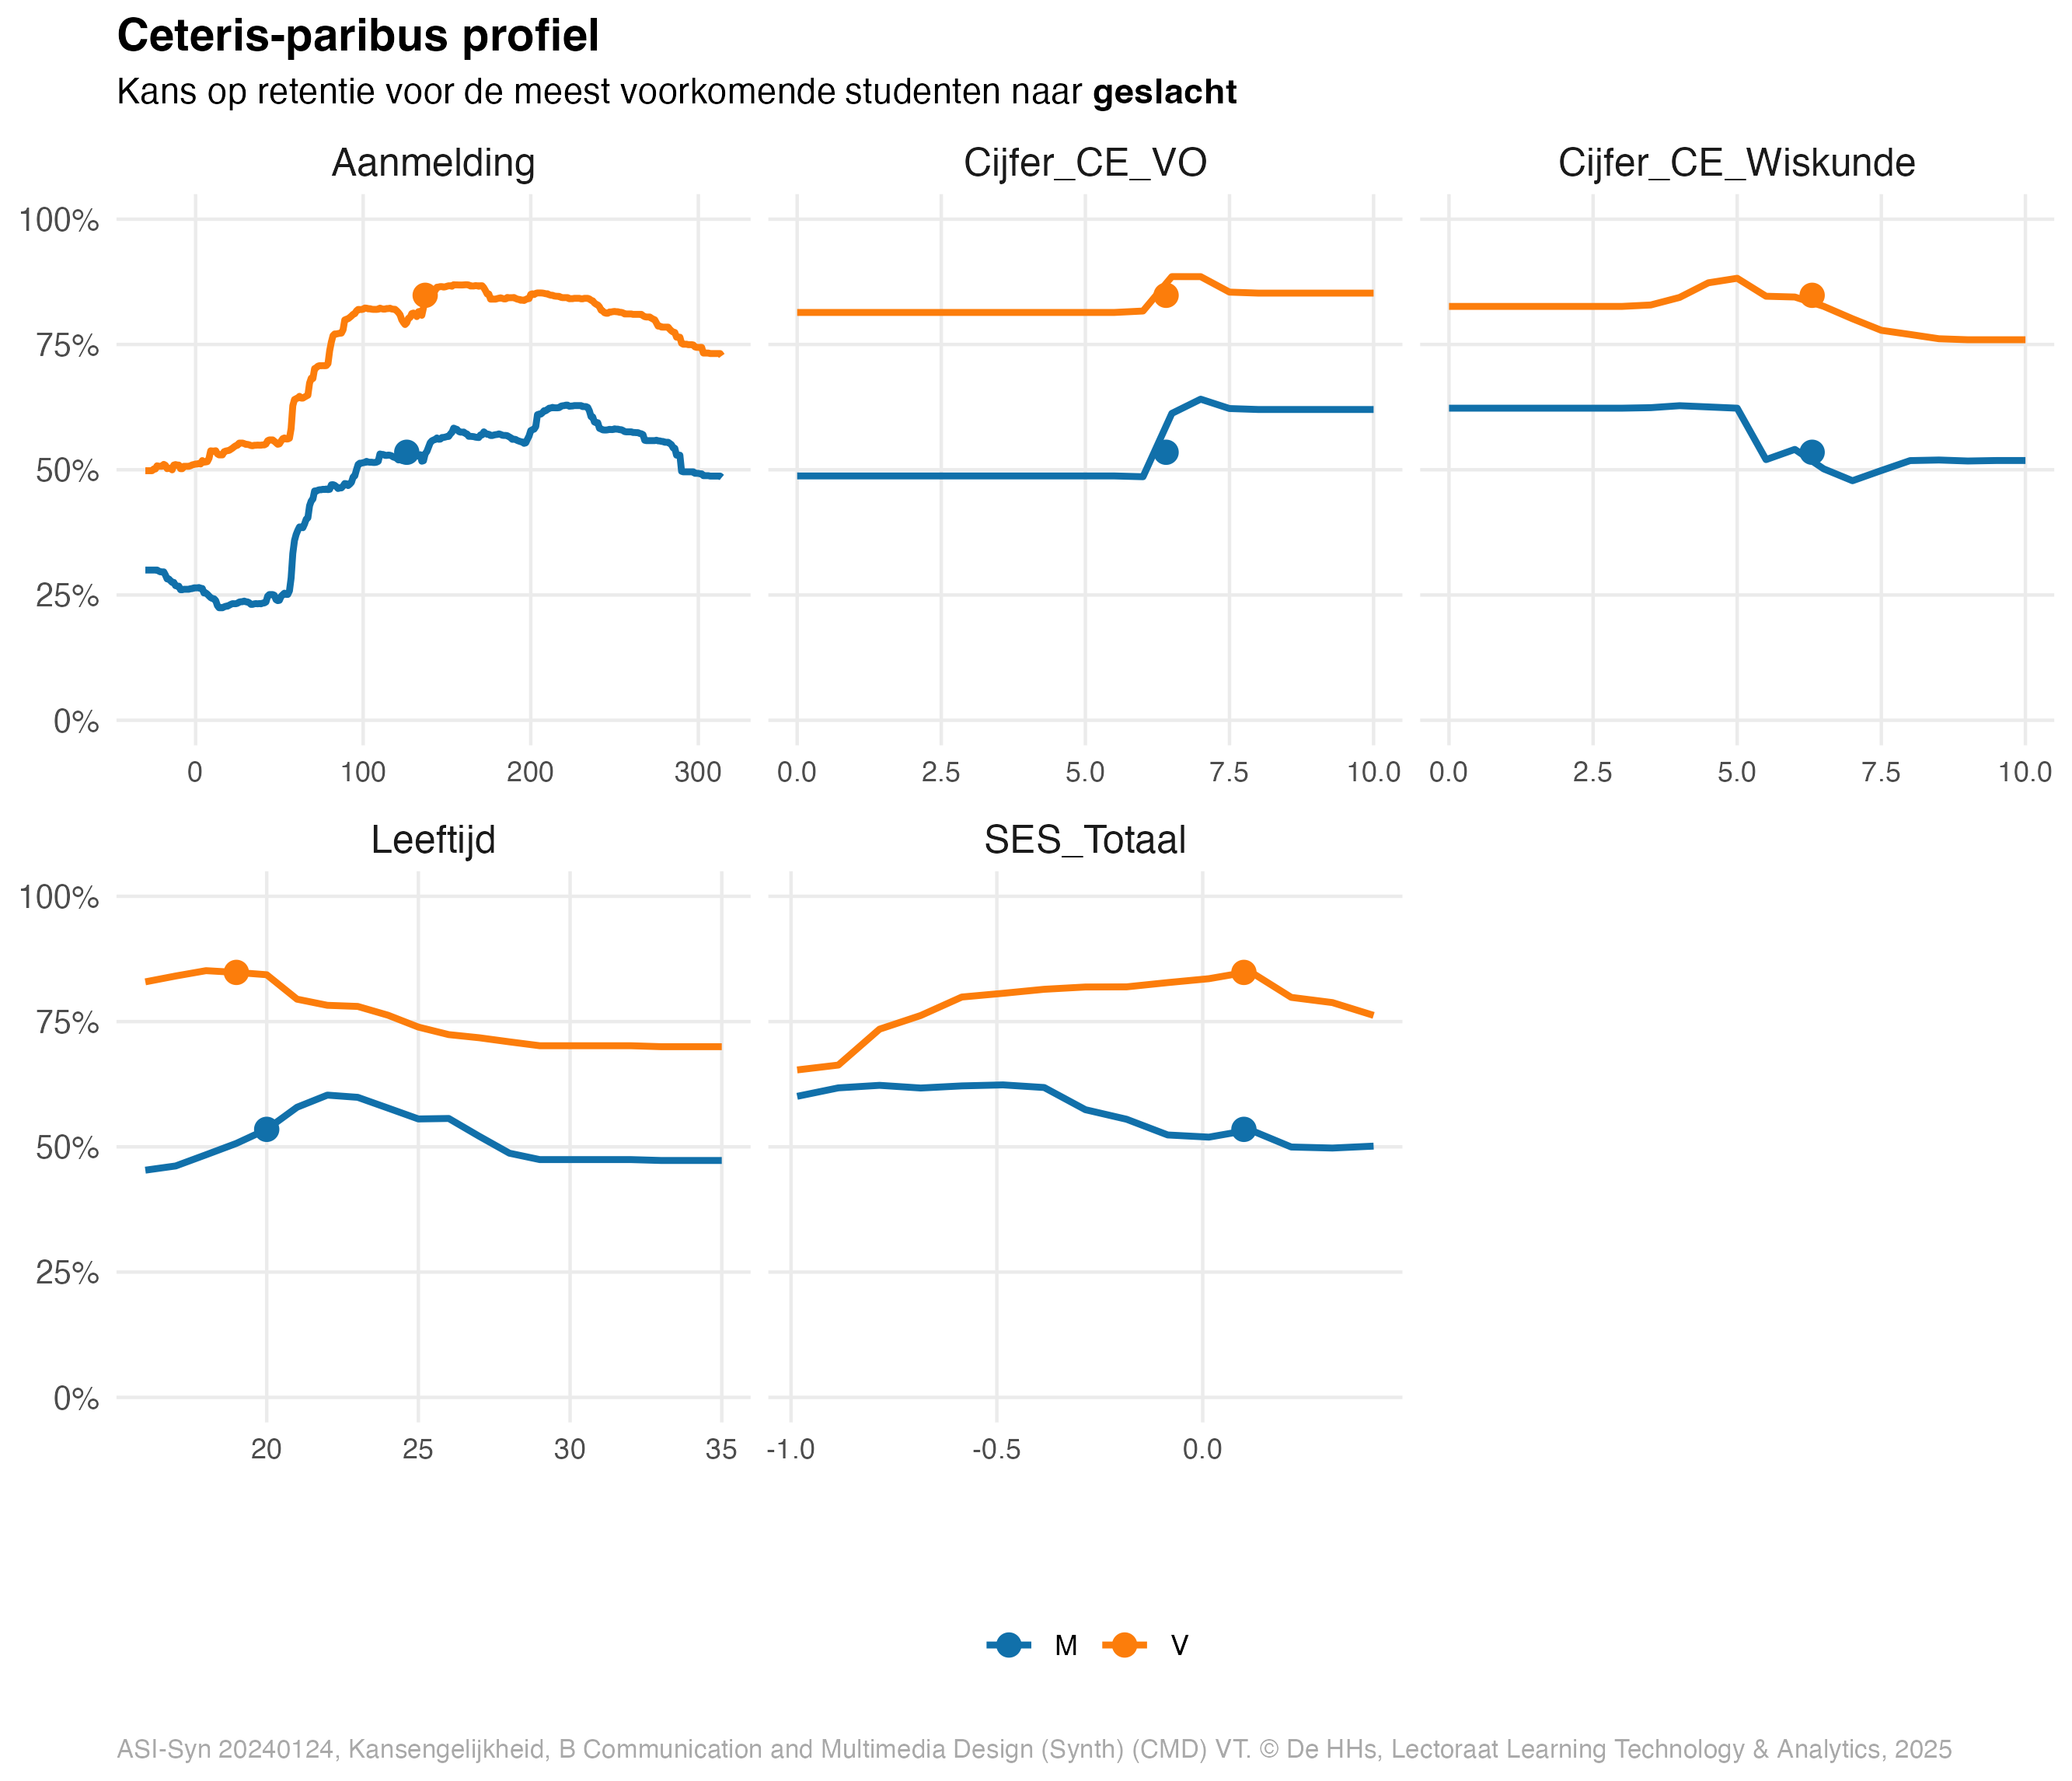 Ceteris-paribus profiel
Kans op retentie voor de meest voorkomende studenten naar geslacht
Aanmelding
Cijfer_CE_VO
Cijfer_CE_Wiskunde
100%
75%
50%
25%
0%
0 100 200 300
0.0 2.5 5.0 7.5 10.0
0.0 2.5 5.0 7.5 10.0
Leeftijd
SES_Totaal
100%
75%
50%
25%
0%
20 25 30 35
-1.0 -0.5 0.0
M V
ASI-Syn 20240124, Kansengelijkheid, B Communication and Multimedia Design (Synth) (CMD) VT. © De HHs, Lectoraat Learning Technology & Analytics, 2025